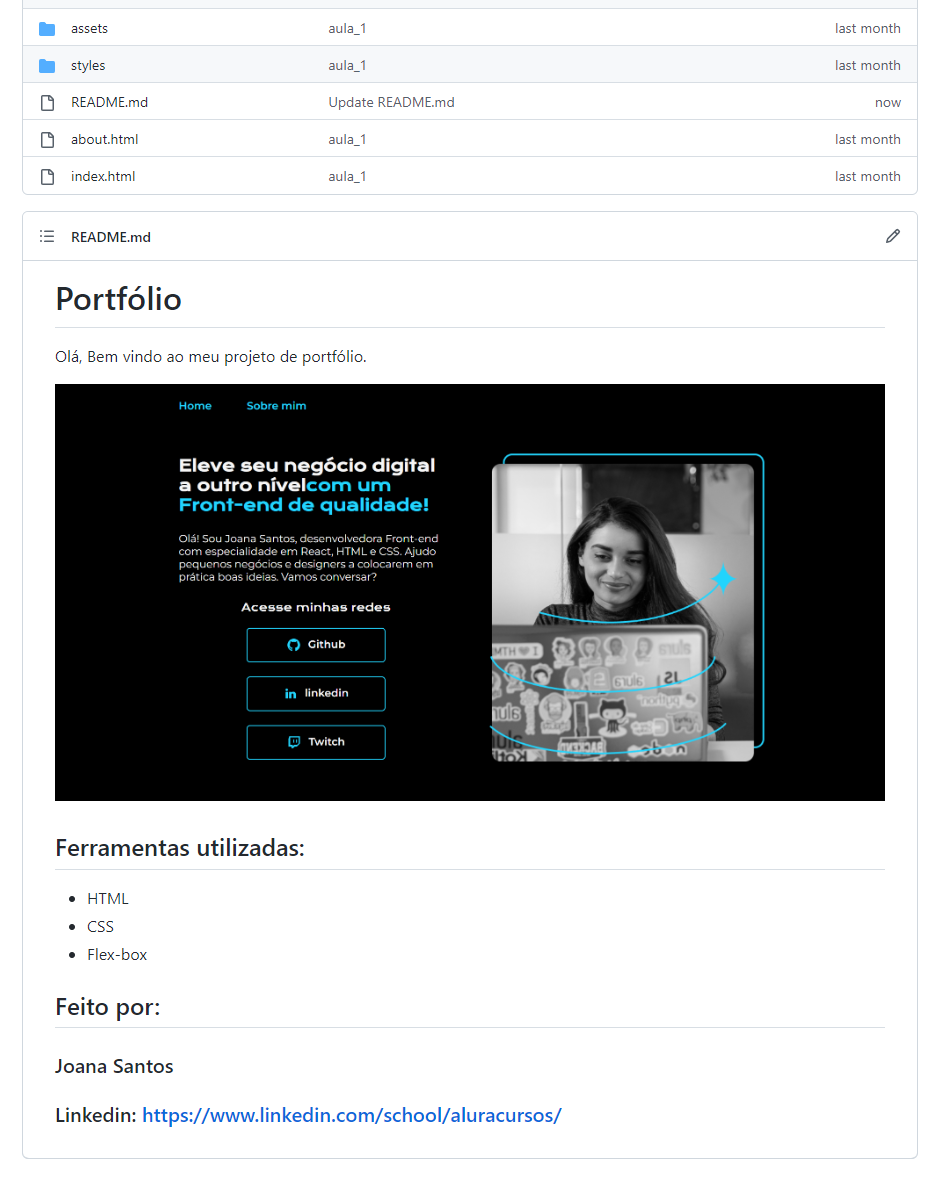 assets aula_1 last month
styles aula_1 last month
README.md Update README.md now
about.html aula_1 last month
index.html aula_1 last month
README.md
Portfólio
Olá, Bem vindo ao meu projeto de portfólio.
Home Sobre mim
Eleve seu negócio digital
a outro nívelcom um
Front-end de qualidade!
Olá! Sou Joana Santos, desenvolvedora Front-end
com especialidade em React, HTML e CSS. Ajudo
pequenos negócios e designers a colocarem em
prática boas ideias. Vamos conversar?
Acesse minhas redes
Github
linkedin
Twitch
Ferramentas utilizadas:
HTML
CSS
Flex-box
Feito por:
Joana Santos
Linkedin: https://www.linkedin.com/school/aluracursos/